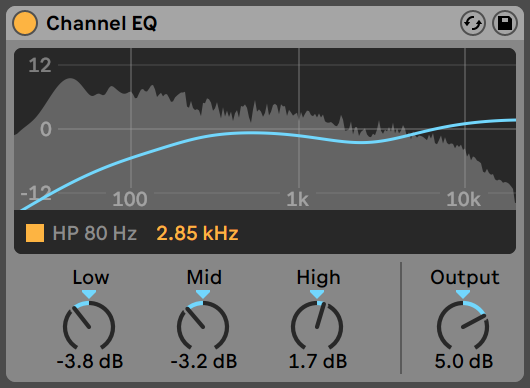 Channel EQ
12
0
-12
100 1k 10k
HP 80 Hz 2.85 kHz
Low Mid High Output
-3.8 dB -3.2 dB 1.7 dB 5.0 dB